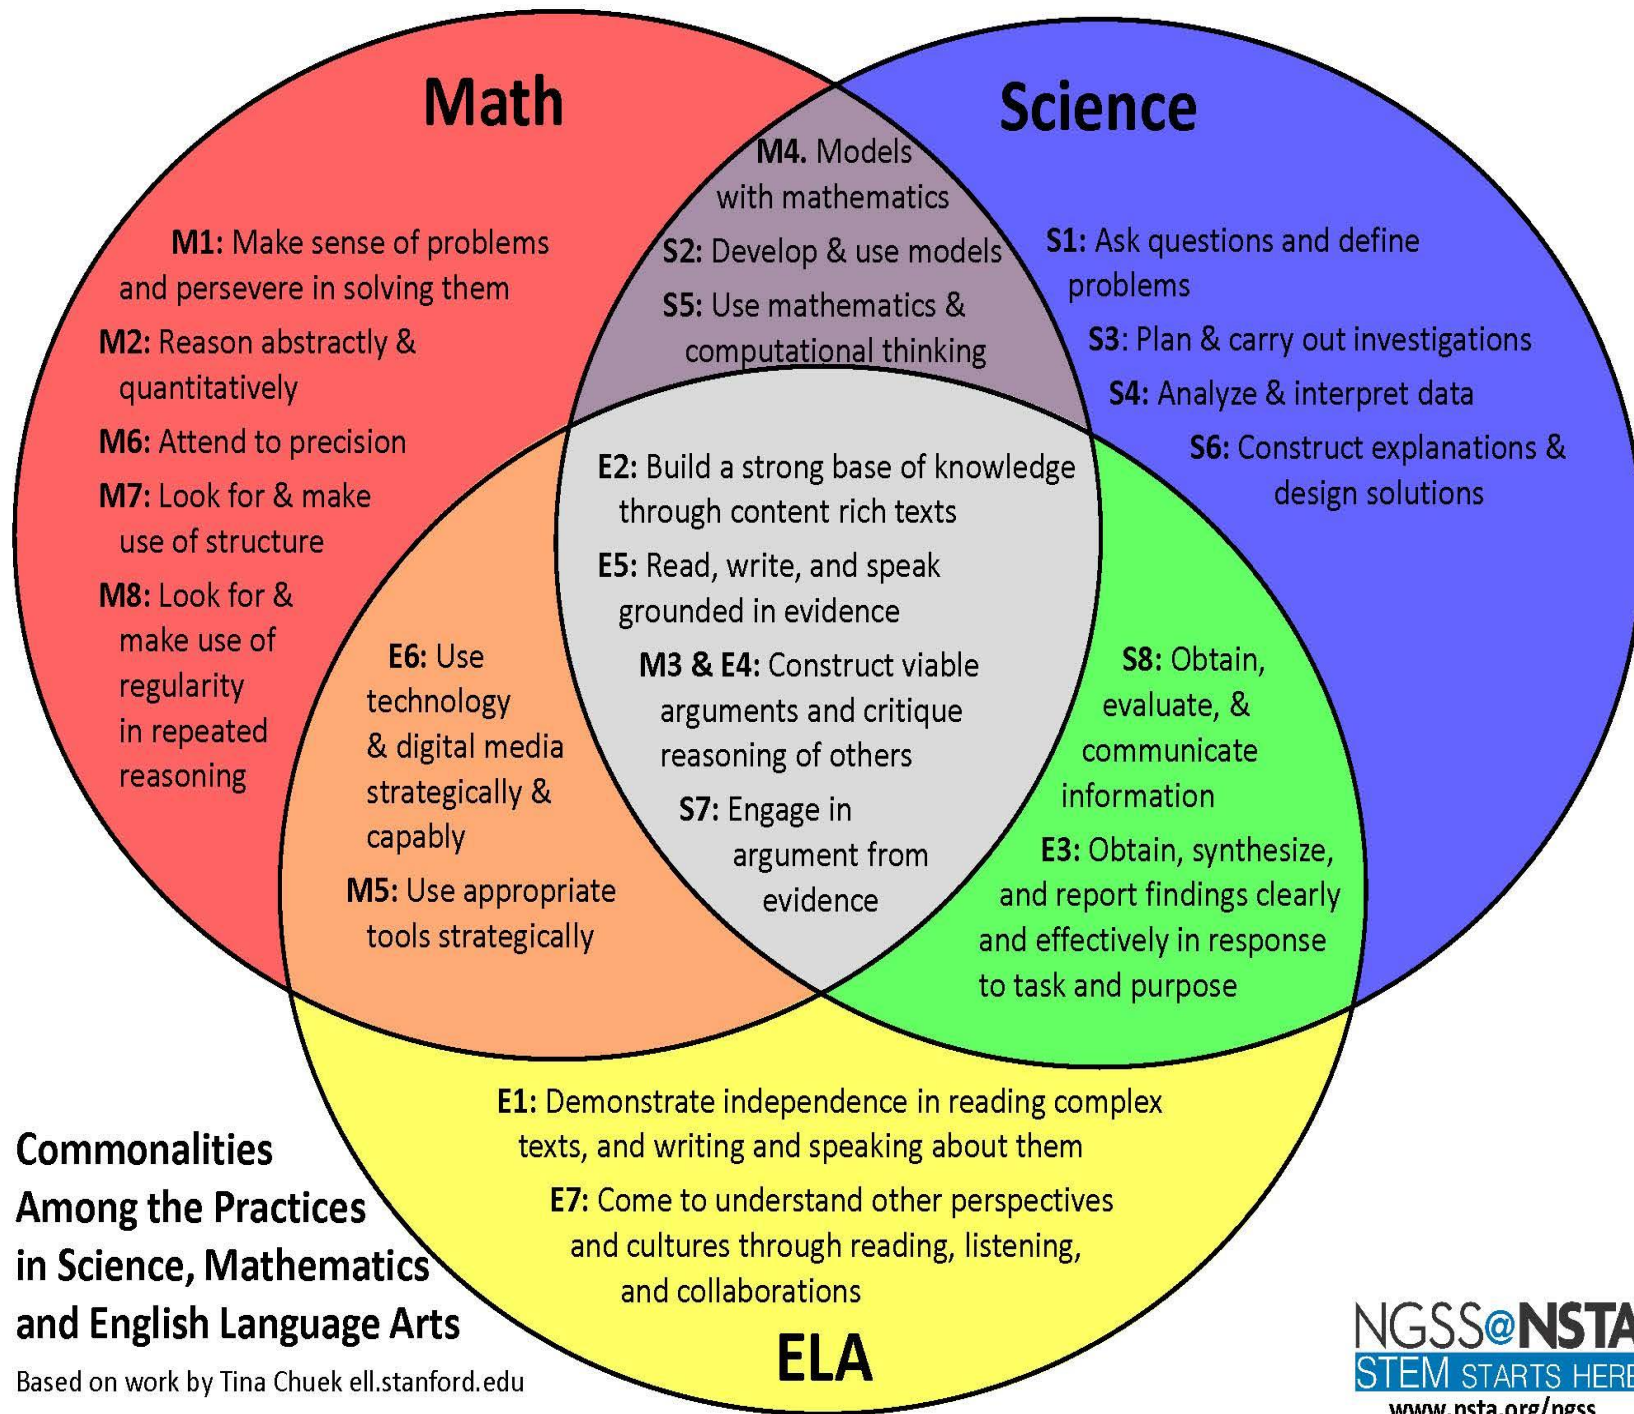 Math
Science
M4. Models
with mathematics
S2: Develop & use models
S5: Use mathematics &
computational thinking
M1: Make sense of problems
and persevere in solving them
M2: Reason abstractly &
quantitatively
M6: Attend to precision
M7: Look for & make
use of structure
M8: Look for &
make use of
regularity
in repeated
reasoning
S1: Ask questions and define
problems
S3: Plan & carry out investigations
S4: Analyze & interpret data
S6: Construct explanations &
design solutions
E2: Build a strong base of knowledge
through content rich texts
E5: Read, write, and speak
grounded in evidence
M3 & E4: Construct viable
arguments and critique
reasoning of others
S7: Engage in
argument from
evidence
E6: Use
technology
& digital media
strategically &
capably
M5: Use appropriate
tools strategically
S8: Obtain,
evaluate, &
communicate
information
E3: Obtain, synthesize,
and report findings clearly
and effectively in response
to task and purpose
E1: Demonstrate independence in reading complex
texts, and writing and speaking about them
E7: Come to understand other perspectives
and cultures through reading, listening,
and collaborations
ELA
Commonalities
Among the Practices
in Science, Mathematics
and English Language Arts
Based on work by Tina Chuek ell.stanford.edu
NGSS@NSTA
STEM STARTS HERE
www.nsta.org/ngss